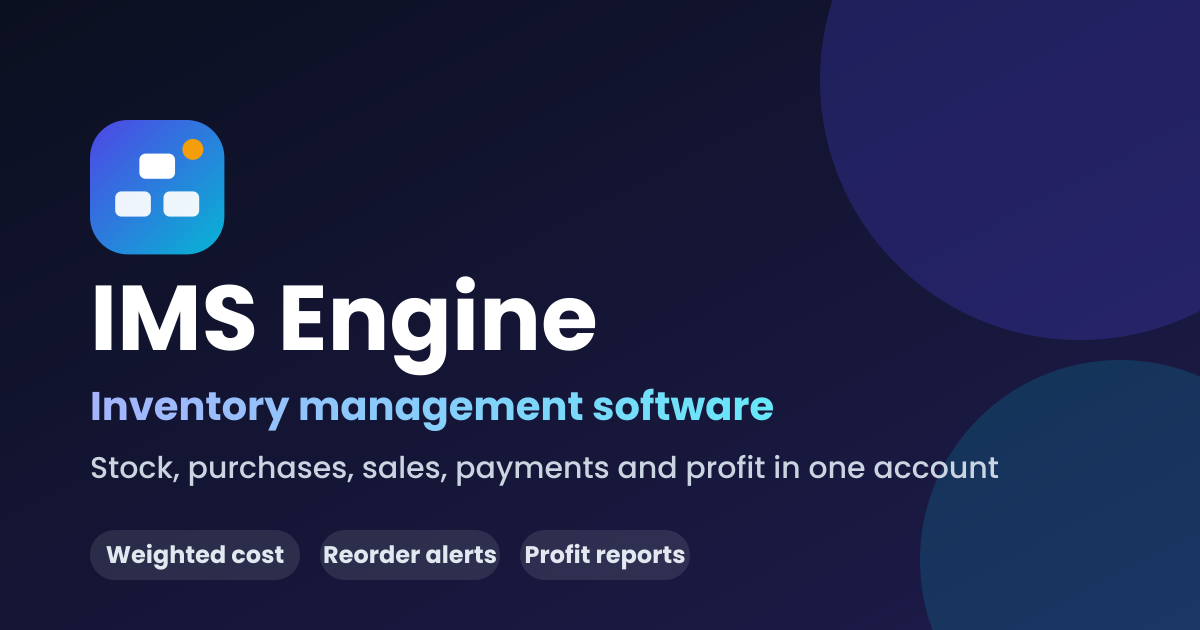 IMS Engine
Inventory management software
Stock, purchases, sales, payments and profit in one account
Weighted cost Reorder alerts Profit reports